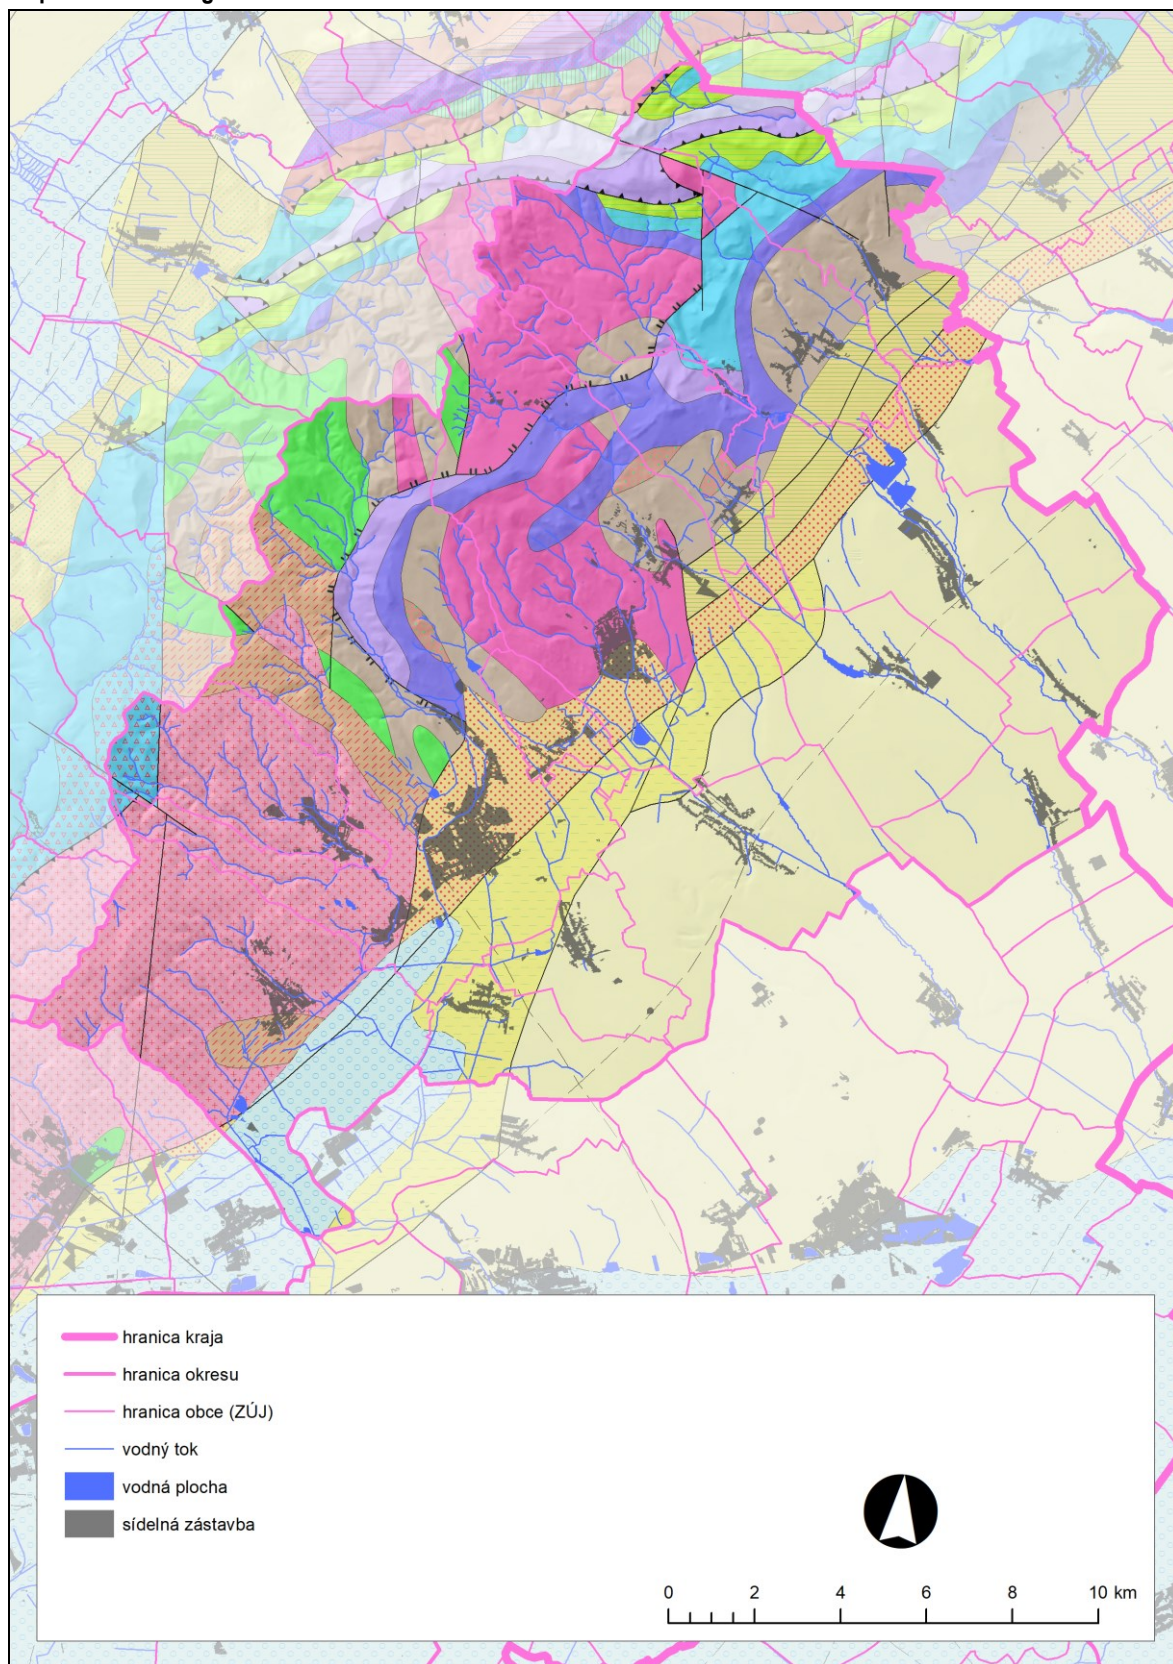 hranica kraja
hranica okresu
hranica obce (ZÚJ)
vodný tok
vodná plocha
sídelná zástavba
0 2 4 6 8 10 km